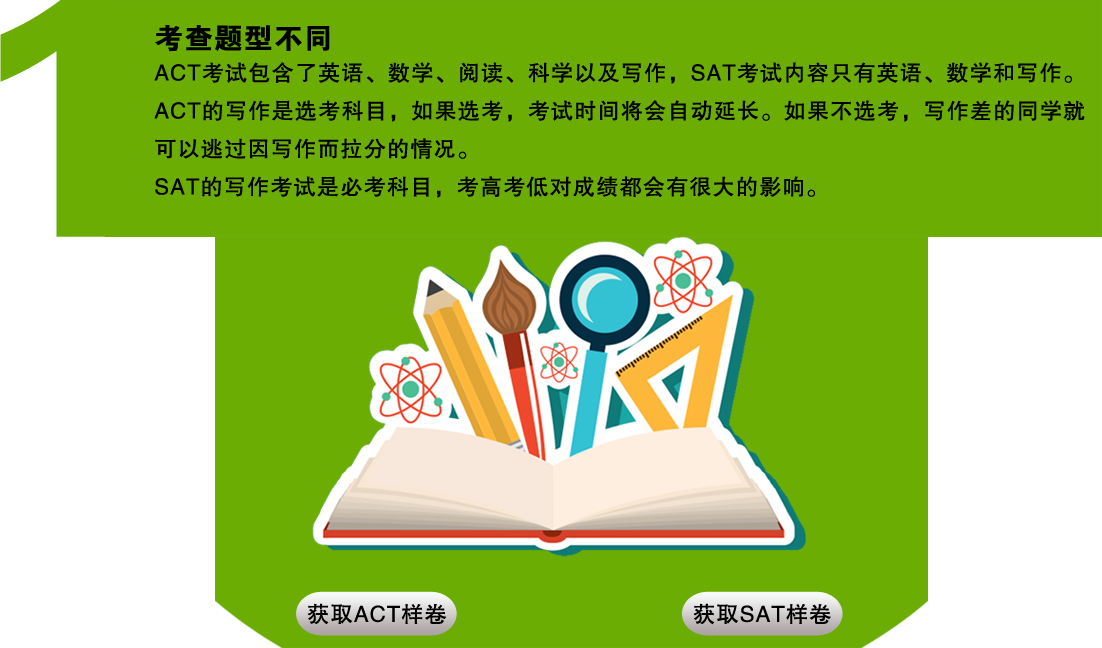 1
考查题型不同
ACT考试包含了英语、数学、阅读、科学以及写作，SAT考试内容只有英语、数学和写作。
ACT的写作是选考科目，如果选考，考试时间将会自动延长。如果不选考，写作差的同学就
可以逃过因写作而拉分的情况。
SAT的写作考试是必考科目，考高考低对成绩都会有很大的影响。
获取ACT样卷
获取SAT样卷